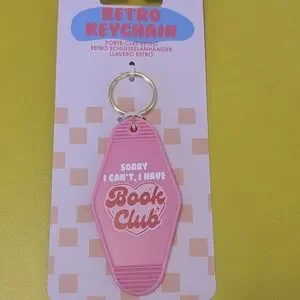 RETRO
KEYCHAIN
PORTE-CLÉS RÉTRO
RETRO SCHLÜSSELANHÄNGER
LLAVERO RETRO
SORRY
I CAN'T, I HAVE
Book
Club